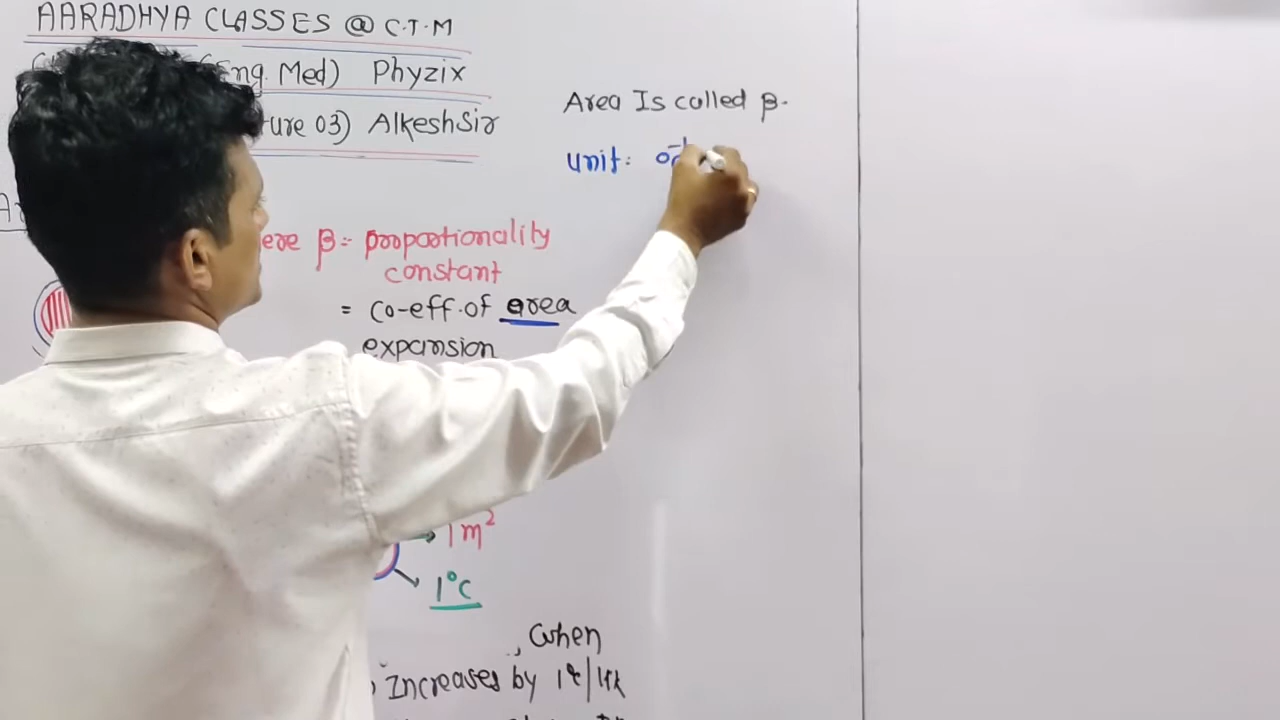 AARADHYA CLASSES @ C.T.M
Eng. Med) Phyzix
ture 03) AlkeshSir
ere β = proportionality
constant
= co-eff. of area
expansion
1 m²
1°C
, when
Increases by 1°c/1k
Area Is called β.
unit: